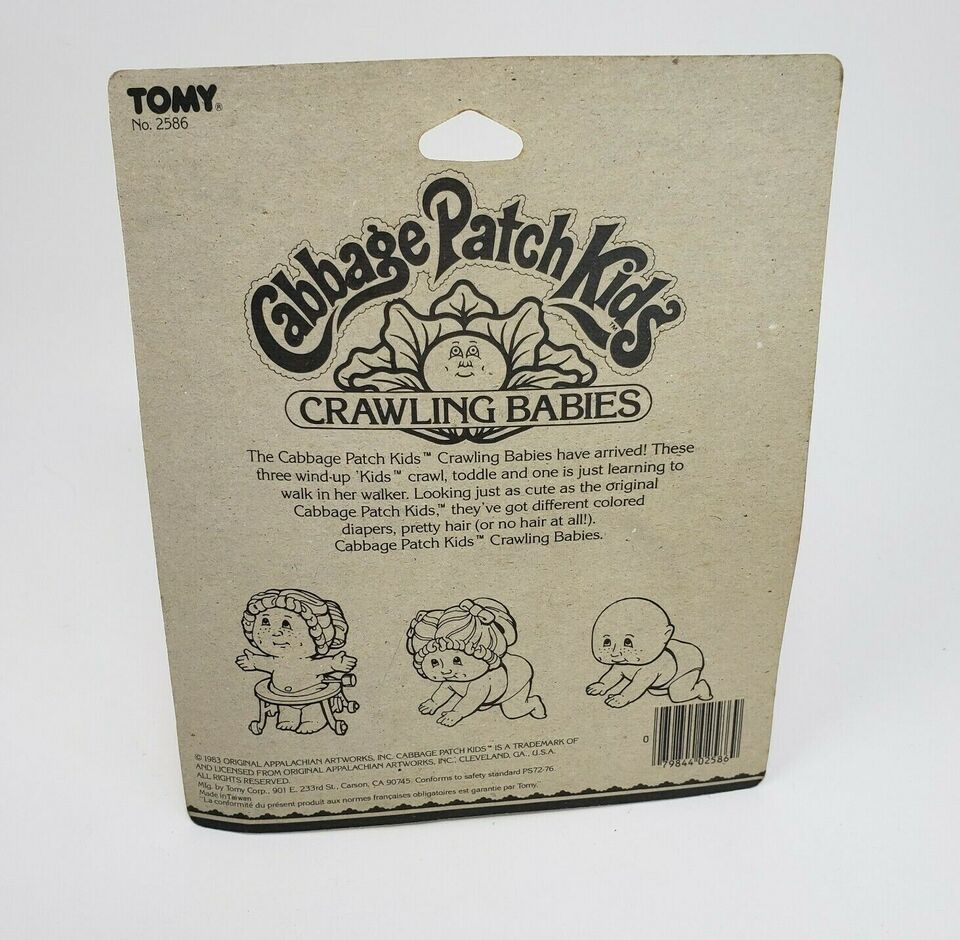 TOMY®
No. 2586
Cabbage Patch Kids™
CRAWLING BABIES
The Cabbage Patch Kids™ Crawling Babies have arrived! These
three wind-up 'Kids™ crawl, toddle and one is just learning to
walk in her walker. Looking just as cute as the original
Cabbage Patch Kids,™ they've got different colored
diapers, pretty hair (or no hair at all!).
Cabbage Patch Kids™ Crawling Babies.
© 1983 ORIGINAL APPALACHIAN ARTWORKS, INC. CABBAGE PATCH KIDS™ IS A TRADEMARK OF
AND LICENSED FROM ORIGINAL APPALACHIAN ARTWORKS, INC., CLEVELAND, GA., U.S.A.
ALL RIGHTS RESERVED.
Mfg. by Tomy Corp., 901 E. 233rd St., Carson, CA 90745. Conforms to safety standard PS72-76.
Made in Taiwan
"La conformité du présent produit aux normes françaises obligatoires est garantie par Tomy."
0 79844 02586